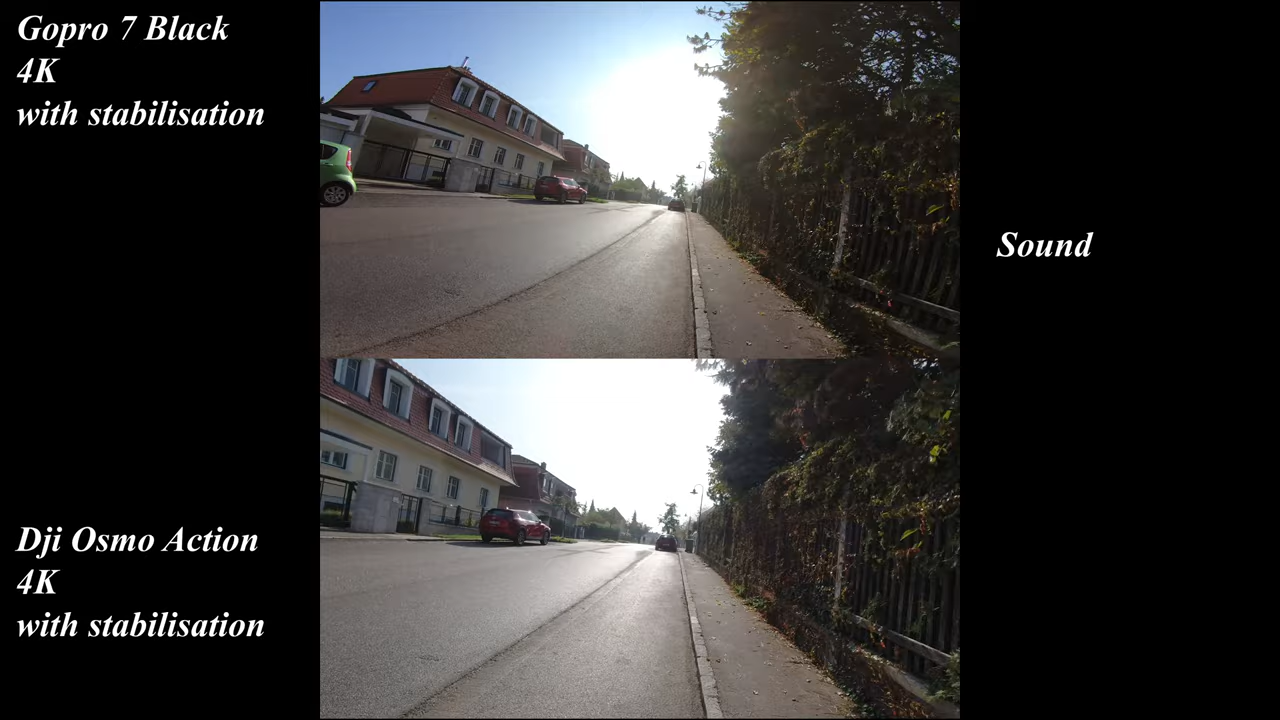 Gopro 7 Black
4K
with stabilisation
Sound
Dji Osmo Action
4K
with stabilisation